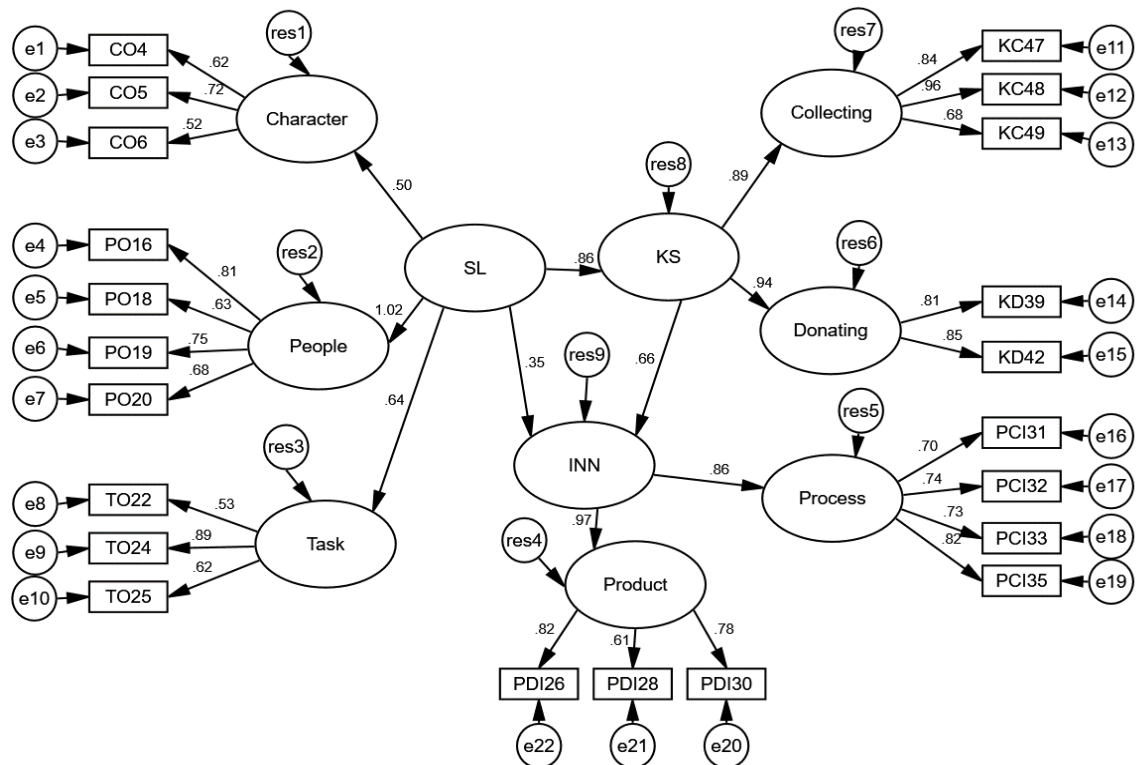 res1
res7
e1
CO4
.62
e2
CO5
.72
Character
e3
CO6
.52
.84
KC47
e11
Collecting
.96
KC48
e12
.68
KC49
e13
.50
res8
.89
e4
PO16
.81
res2
SL
.86
KS
res6
e5
PO18
.63
1.02
.94
.81
KD39
e14
e6
PO19
.75
People
res9
Donating
.85
KD42
e15
e7
PO20
.68
.35
.66
.64
res3
res5
.70
PCI31
e16
INN
.86
Process
.74
PCI32
e17
e8
TO22
.53
.97
.73
PCI33
e18
e9
TO24
.89
Task
res4
.82
PCI35
e19
e10
TO25
.62
Product
.82
.61
.78
PDI26
PDI28
PDI30
e22
e21
e20